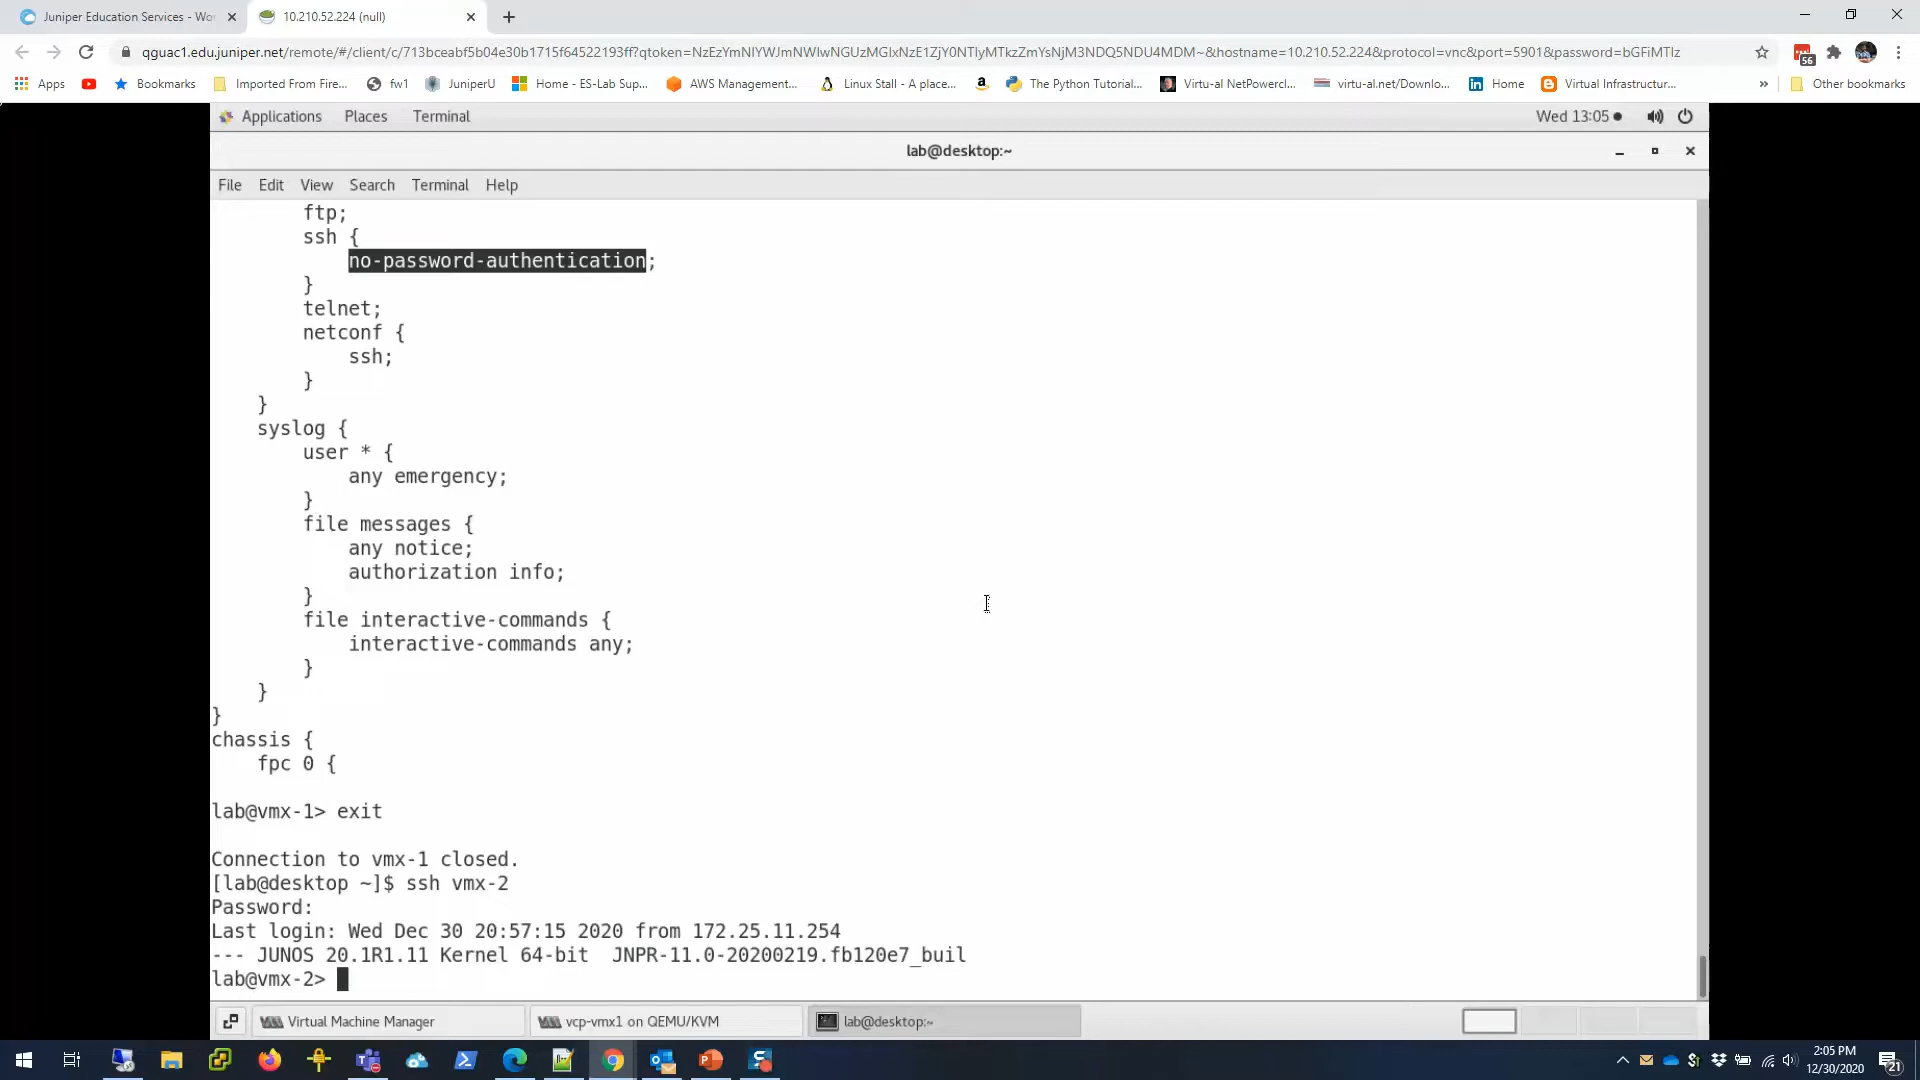 Juniper Education Services - Wo
10.210.52.224 (null)
qguac1.edu.juniper.net/remote/#/client/c/713bceabf5b04e30b1715f64522193ff?qtoken=NzEzYmNlYWJmNWIwNGUzMGIxNzE1ZjY0NTIyMTkzZmYsNjM3NDQ5NDU4MDM~&hostname=10.210.52.224&protocol=vnc&port=5901&password=bGFiMTIz
56
Apps
Bookmarks
Imported From Fire...
fw1
JuniperU
Home - ES-Lab Sup...
AWS Management...
Linux Stall - A place...
The Python Tutorial...
Virtu-al NetPowercl...
virtu-al.net/Downlo...
Home
Virtual Infrastructur...
»
Other bookmarks
Applications Places Terminal
Wed 13:05
lab@desktop:~
File Edit View Search Terminal Help
ftp;
ssh {
no-password-authentication;
}
telnet;
netconf {
ssh;
}
}
syslog {
user * {
any emergency;
}
file messages {
any notice;
authorization info;
}
file interactive-commands {
interactive-commands any;
}
}
}
chassis {
fpc 0 {
lab@vmx-1> exit
Connection to vmx-1 closed.
[lab@desktop ~]$ ssh vmx-2
Password:
Last login: Wed Dec 30 20:57:15 2020 from 172.25.11.254
--- JUNOS 20.1R1.11 Kernel 64-bit  JNPR-11.0-20200219.fb120e7_buil
lab@vmx-2>
Virtual Machine Manager
vcp-vmx1 on QEMU/KVM
lab@desktop:~
2:05 PM
12/30/2020
21